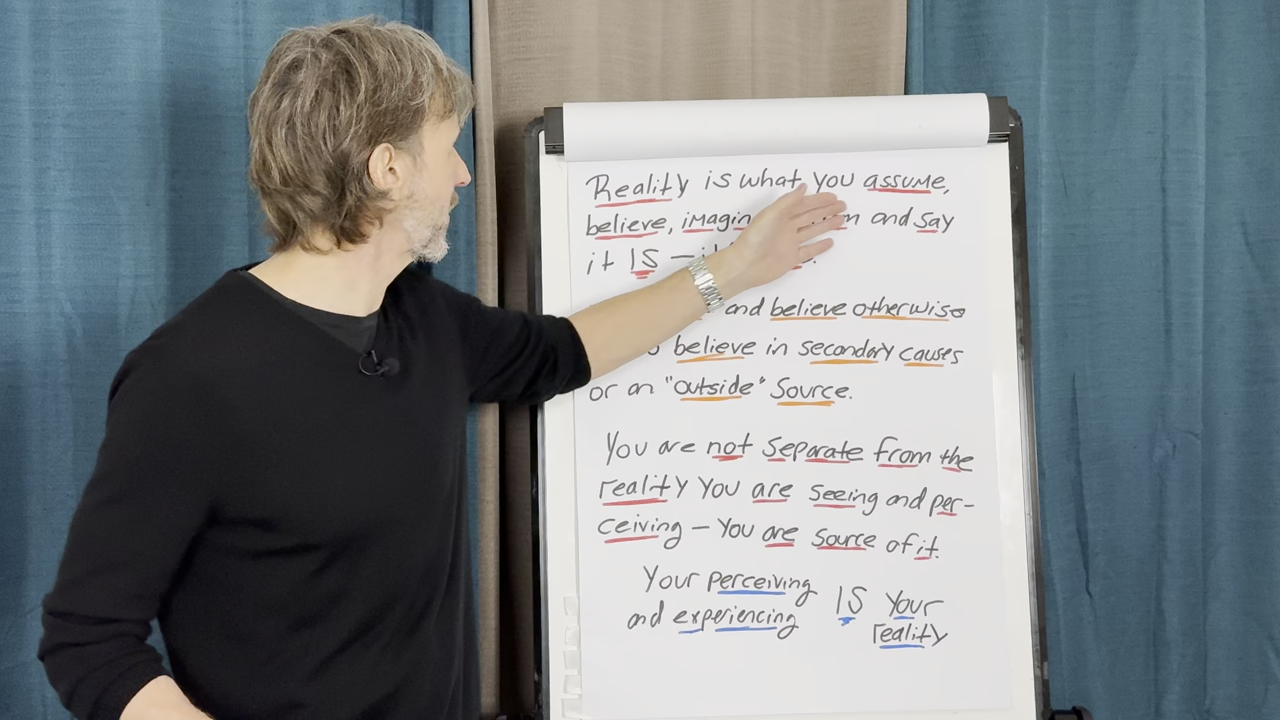 Reality is what you assume,
believe, imagin and say
it IS –
and believe otherwise
believe in secondary causes
or an "outside" Source.
You are not separate from the
reality you are seeing and per-
ceiving – You are source of it.
Your perceiving
and experiencing
IS Your
reality